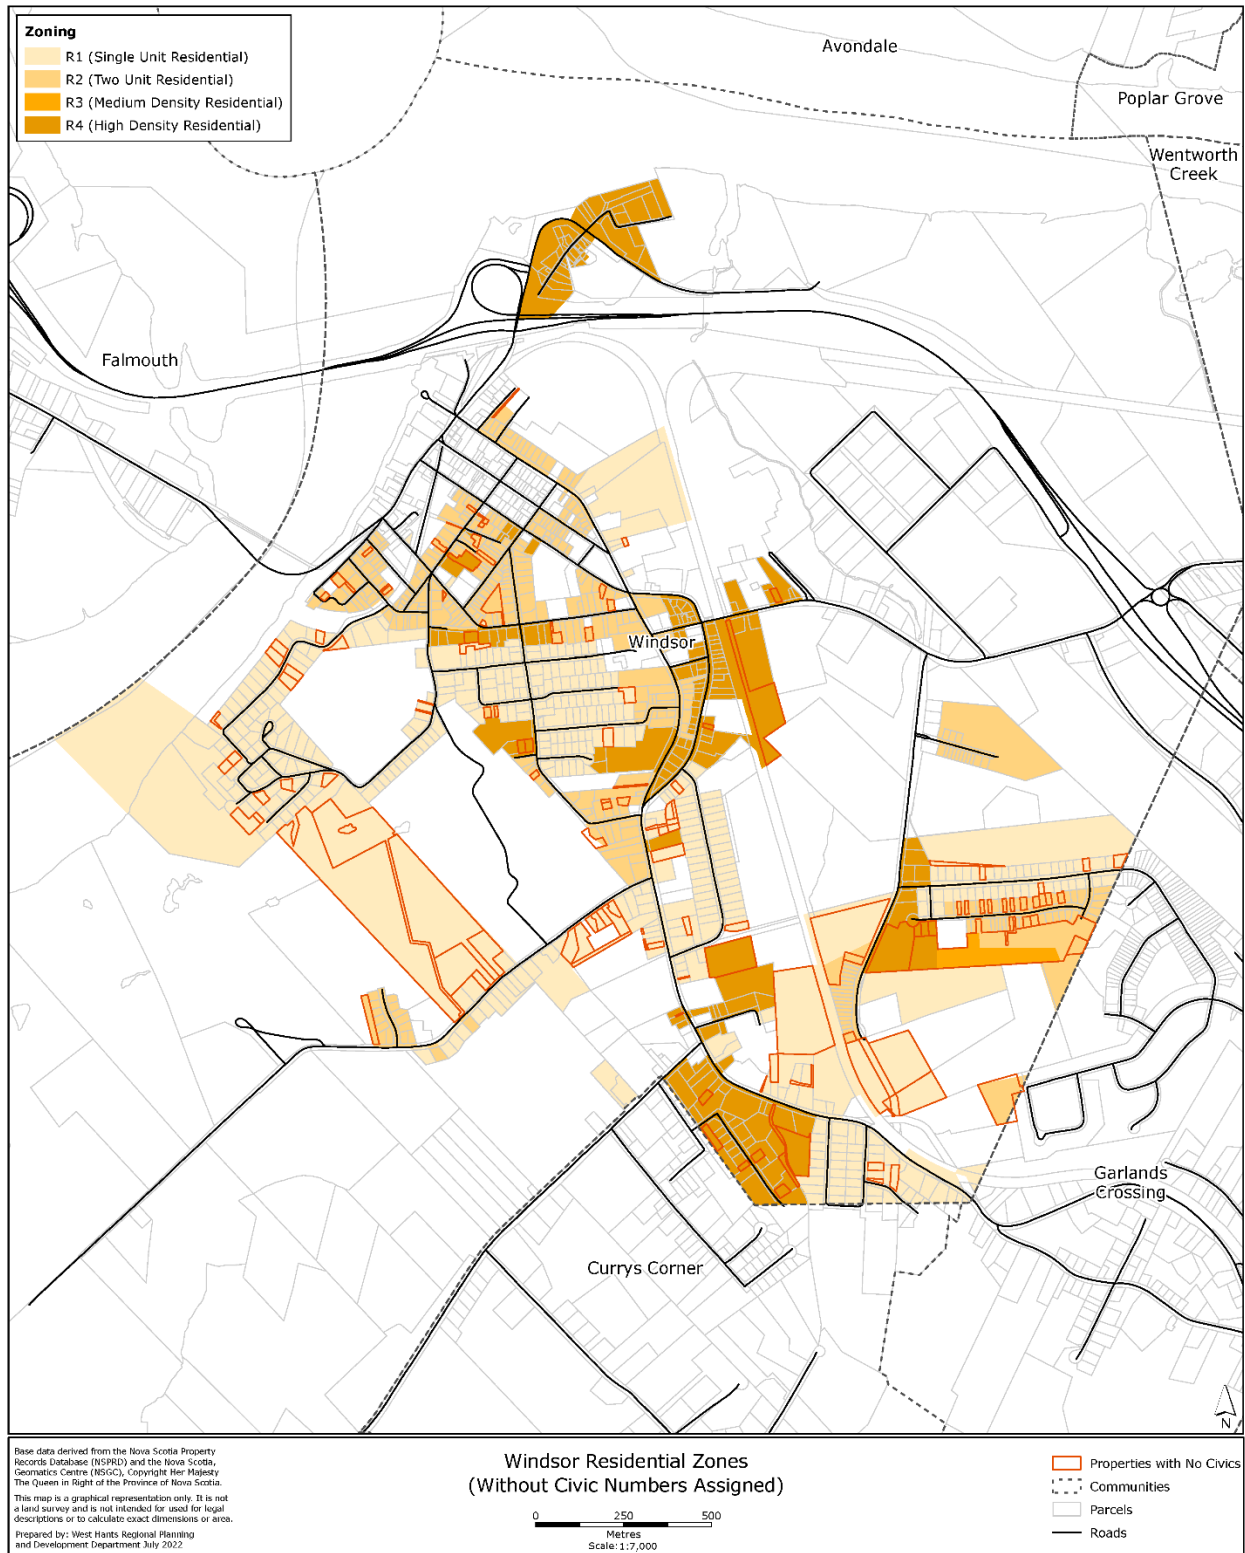 Zoning
R1 (Single Unit Residential)
R2 (Two Unit Residential)
R3 (Medium Density Residential)
R4 (High Density Residential)
Avondale
Poplar Grove
Wentworth
Creek
Falmouth
Windsor
Garlands
Crossing
Currys Corner
N
Base data derived from the Nova Scotia Property
Records Database (NSPRD) and the Nova Scotia,
Geomatics Centre (NSGC), Copyright Her Majesty
The Queen in Right of the Province of Nova Scotia.
This map is a graphical representation only. It is not
a land survey and is not intended for used for legal
descriptions or to calculate exact dimensions or area.
Prepared by: West Hants Regional Planning
and Development Department July 2022
Windsor Residential Zones
(Without Civic Numbers Assigned)
0 250 500
Metres
Scale: 1:7,000
Properties with No Civics
Communities
Parcels
Roads